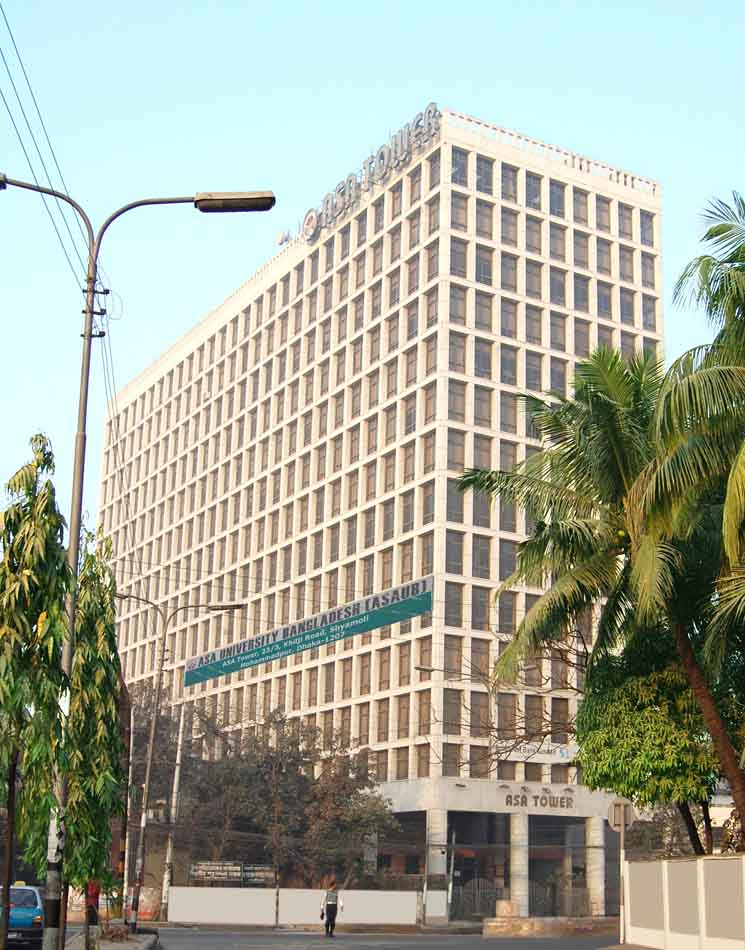 ASA TOWER
ASA UNIVERSITY BANGLADESH (ASAUB)
ASA Tower, 23/3, Khilji Road, Shyamoli
Mohammadpur, Dhaka-1207
ASA TOWER